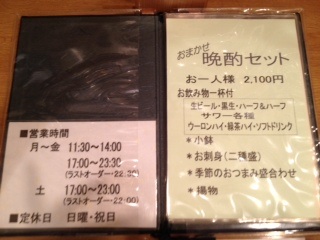 ■営業時間
月～金 11:30～14:00
17:00～23:30
(ラストオーダー・22:30)
土 17:00～23:00
(ラストオーダー・22:00)
■定休日 日曜・祝日
おまかせ
晩酌セット
お一人様 2,100円
お飲み物一杯付
生ビール・黒生・ハーフ&ハーフ
サワー各種
ウーロンハイ・緑茶ハイ・ソフトドリンク
*小鉢
*お刺身(二種盛)
*季節のおつまみ盛合わせ
*揚物